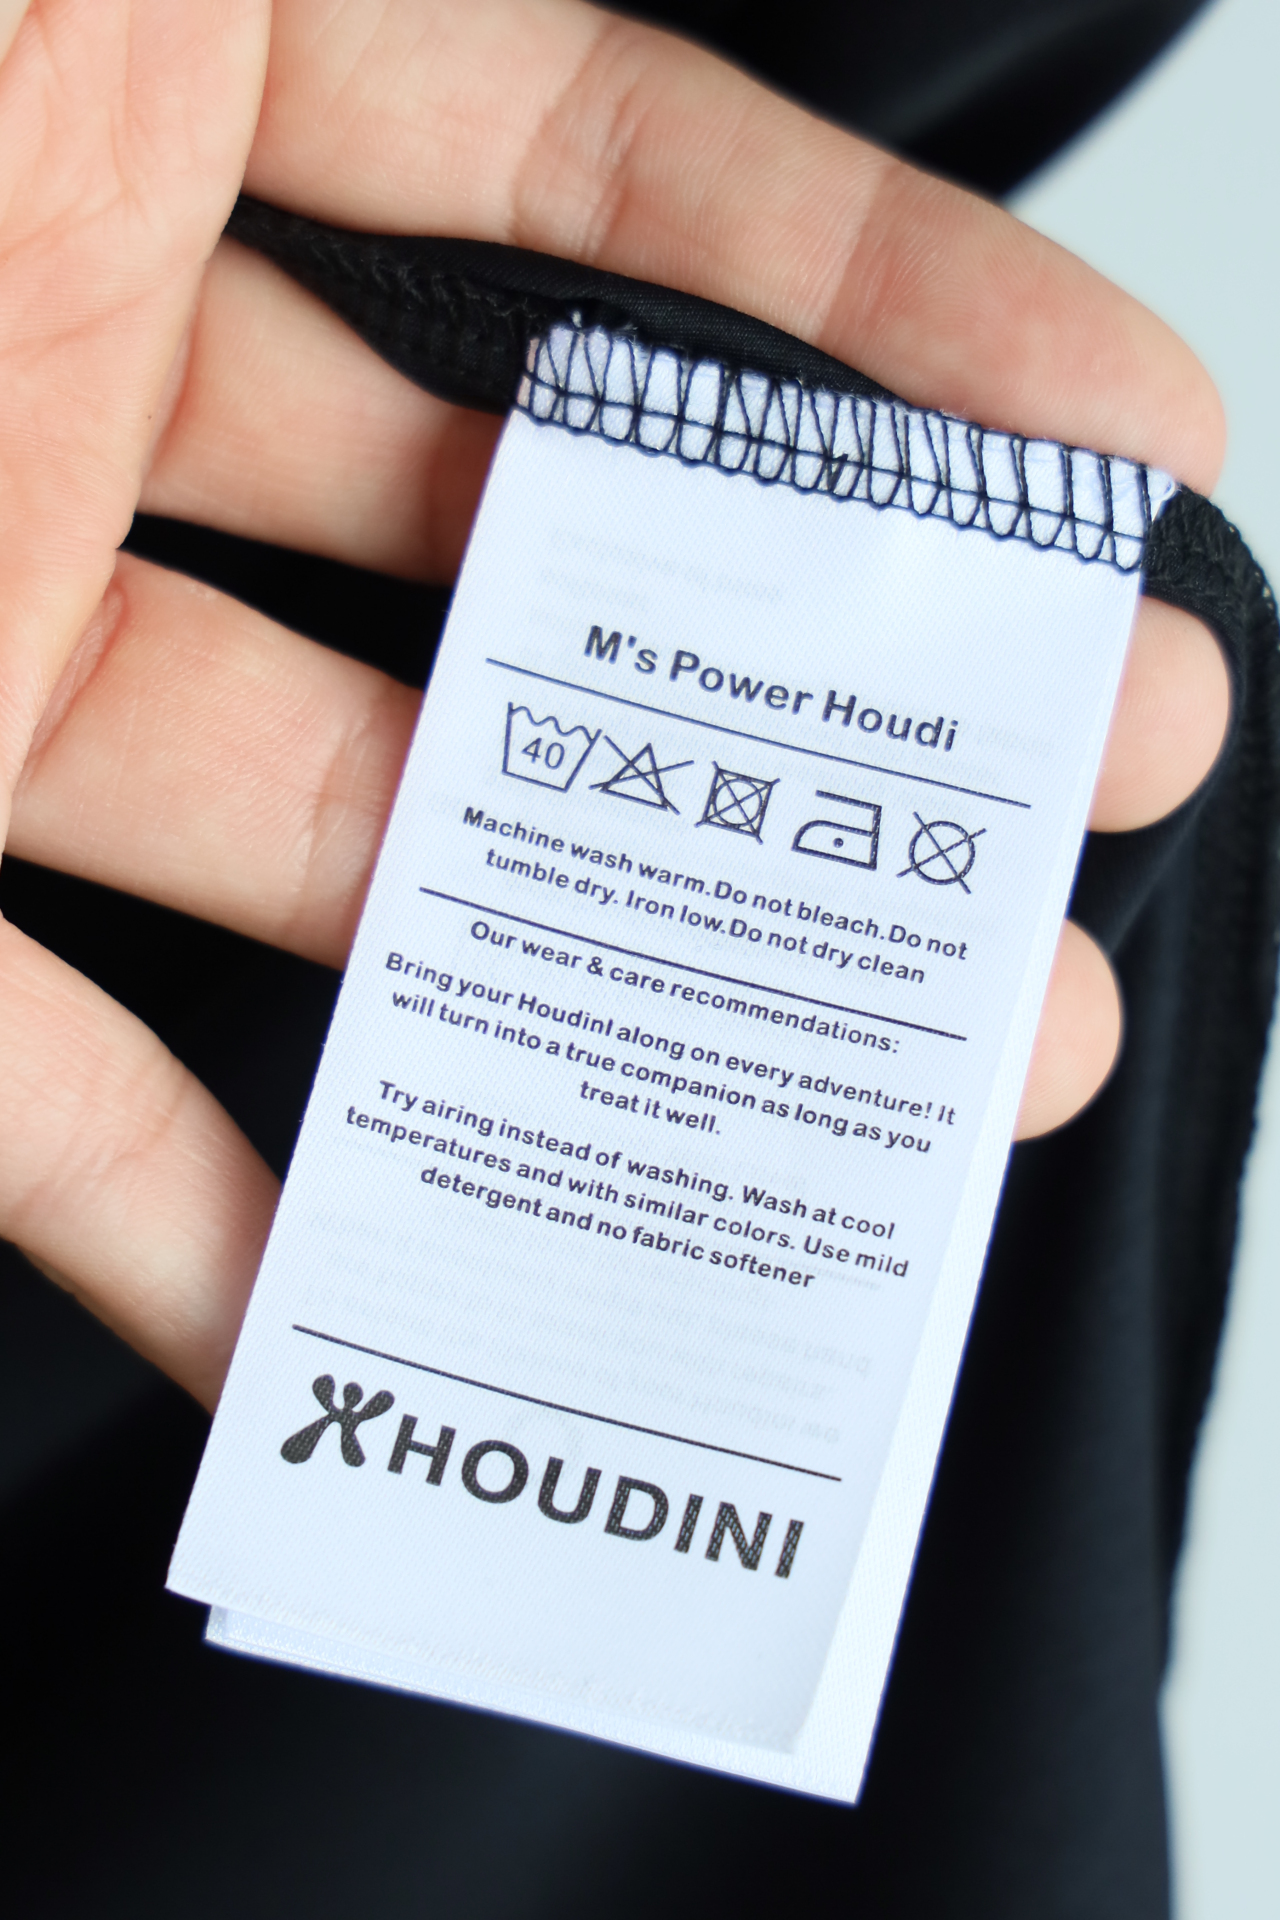 M's Power Houdi
40
Machine wash warm.Do not bleach.Do not
tumble dry. Iron low.Do not dry clean
Our wear & care recommendations:
Bring your Houdinl along on every adventure! It
will turn into a true companion as long as you
treat it well.
Try airing instead of washing. Wash at cool
temperatures and with similar colors. Use mild
detergent and no fabric softener
HOUDINI